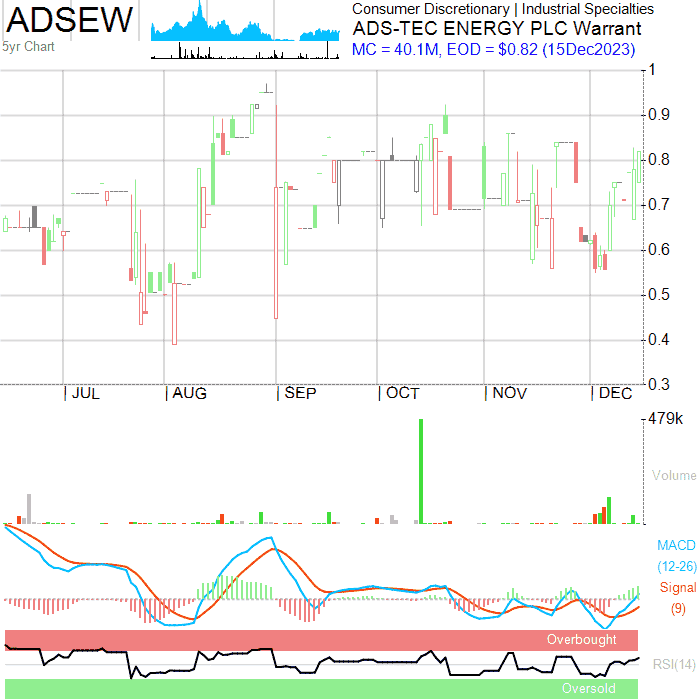 ADSEW
5yr Chart
Consumer Discretionary | Industrial Specialties
ADS-TEC ENERGY PLC Warrant
MC = 40.1M, EOD = $0.82 (15Dec2023)
1
0.9
0.8
0.7
0.6
0.5
0.4
0.3
| JUL | AUG | SEP | OCT | NOV | DEC
479k
Volume
MACD
(12-26)
Signal
(9)
Overbought
RSI(14)
Oversold